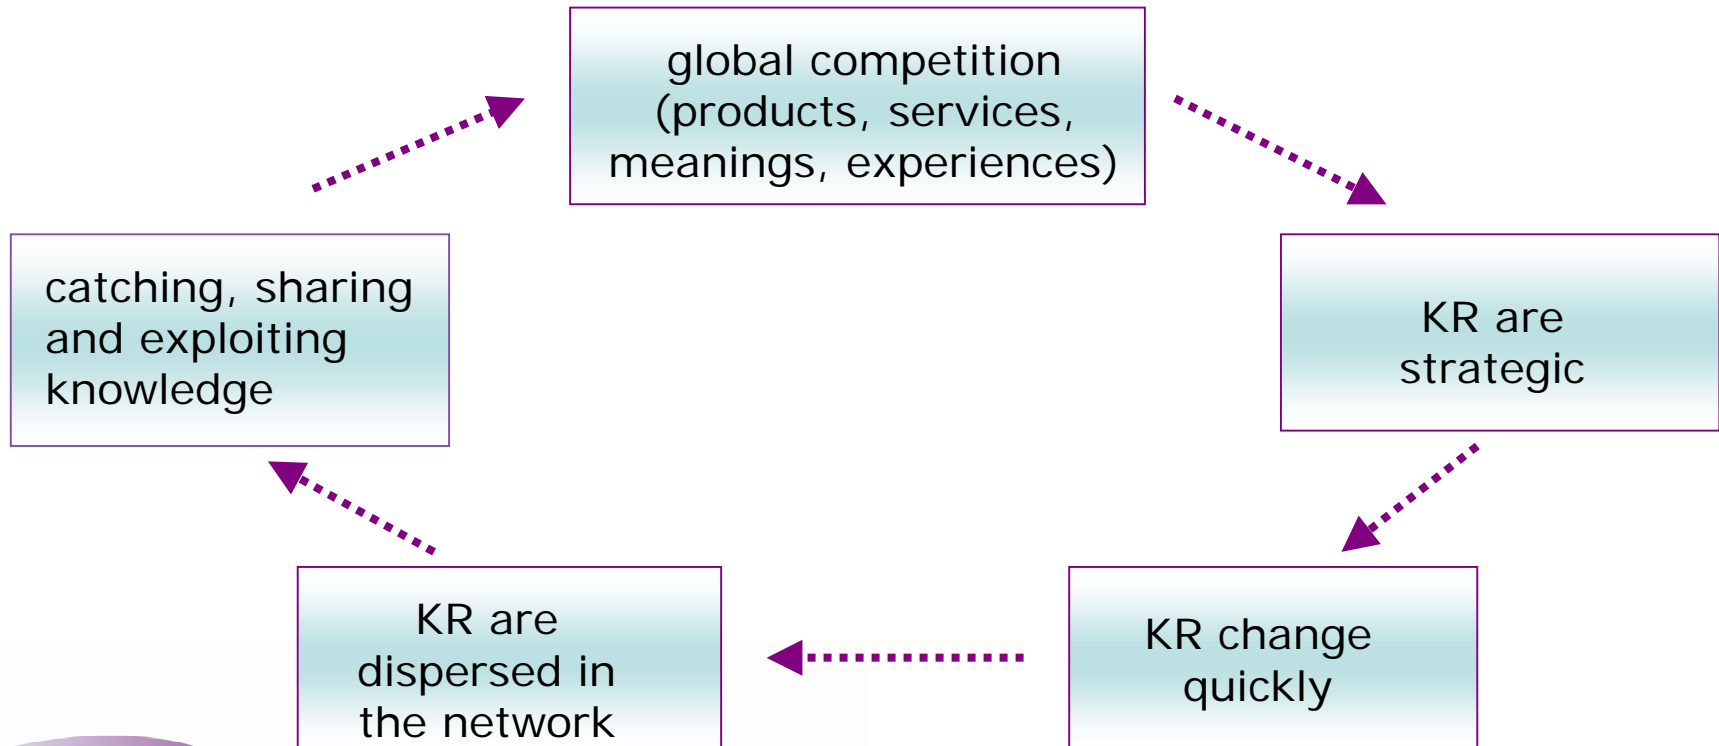 global competition
(products, services,
meanings, experiences)
KR are
strategic
KR change
quickly
KR are
dispersed in
the network
catching, sharing
and exploiting
knowledge